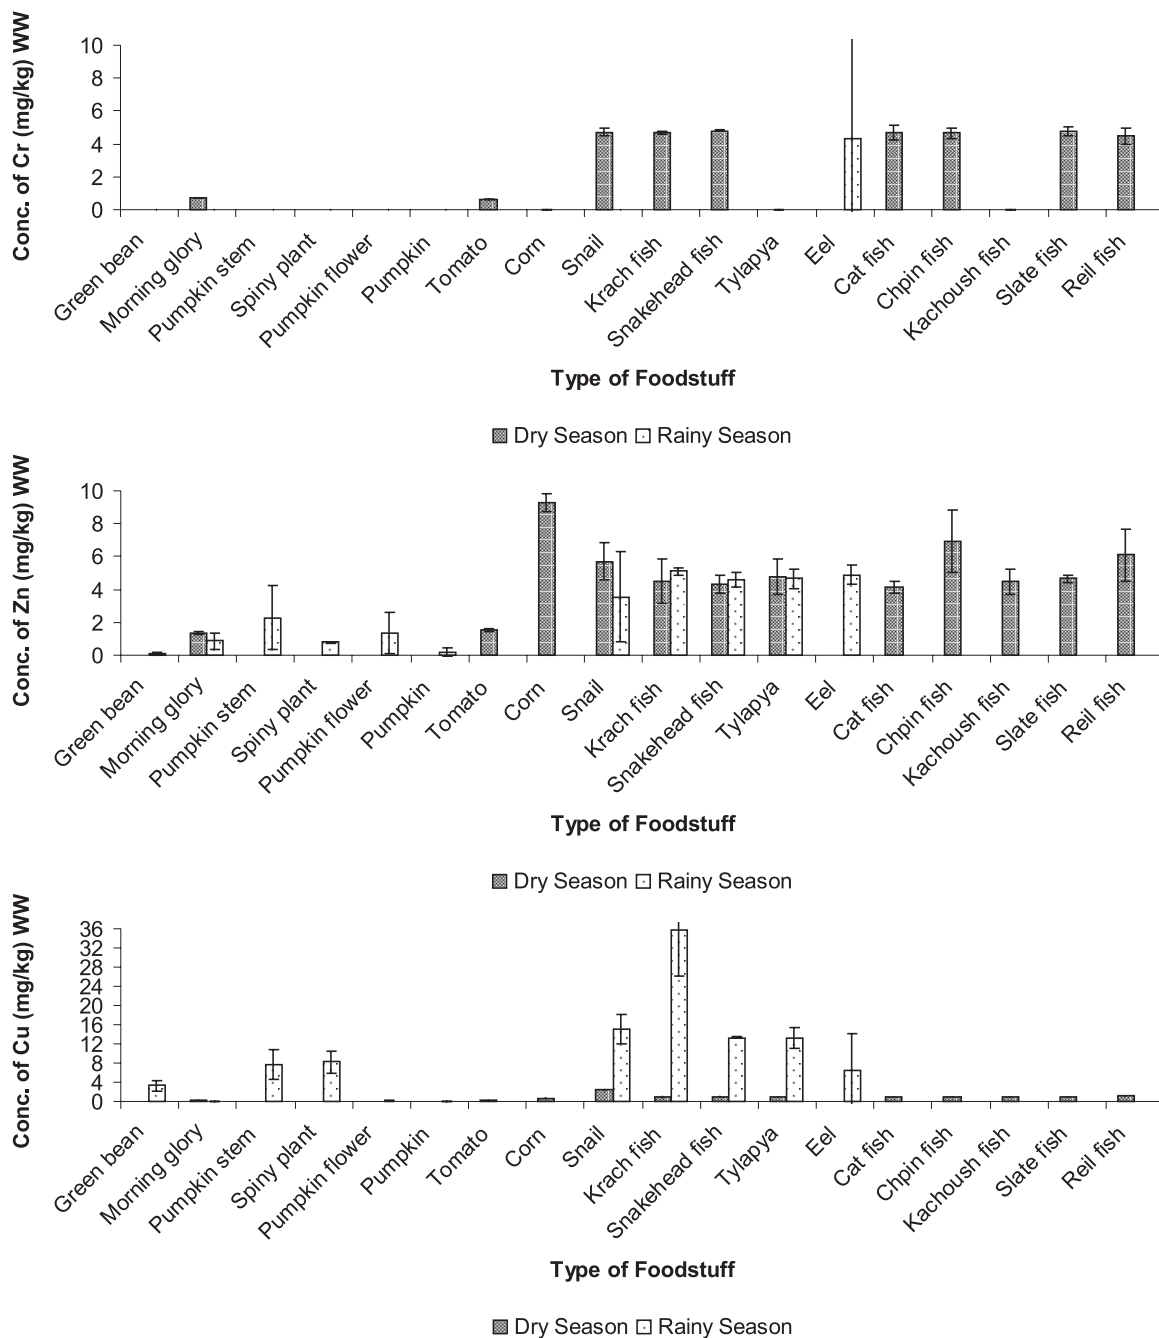 Conc. of Cr (mg/kg) WW
10
8
6
4
2
0
Green bean
Morning glory
Pumpkin stem
Spiny plant
Pumpkin flower
Pumpkin
Tomato
Corn
Snail
Krach fish
Snakehead fish
Tylapya
Eel
Cat fish
Chpin fish
Kachoush fish
Slate fish
Reil fish
Type of Foodstuff
Dry Season Rainy Season
Conc. of Zn (mg/kg) WW
10
8
6
4
2
0
Green bean
Morning glory
Pumpkin stem
Spiny plant
Pumpkin flower
Pumpkin
Tomato
Corn
Snail
Krach fish
Snakehead fish
Tylapya
Eel
Cat fish
Chpin fish
Kachoush fish
Slate fish
Reil fish
Type of Foodstuff
Dry Season Rainy Season
Conc. of Cu (mg/kg) WW
36
32
28
24
20
16
12
8
4
0
Green bean
Morning glory
Pumpkin stem
Spiny plant
Pumpkin flower
Pumpkin
Tomato
Corn
Snail
Krach fish
Snakehead fish
Tylapya
Eel
Cat fish
Chpin fish
Kachoush fish
Slate fish
Reil fish
Type of Foodstuff
Dry Season Rainy Season